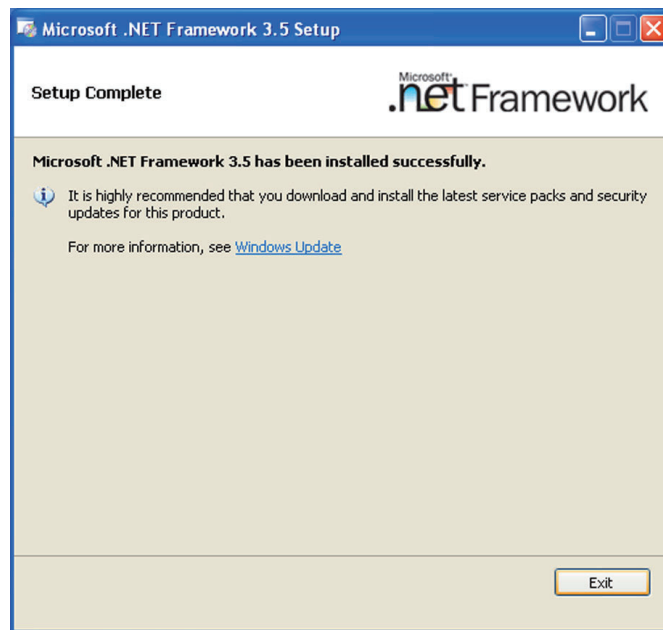 Microsoft .NET Framework 3.5 Setup
Setup Complete
Microsoft
.net Framework
Microsoft .NET Framework 3.5 has been installed successfully.
It is highly recommended that you download and install the latest service packs and security
updates for this product.
For more information, see Windows Update
Exit